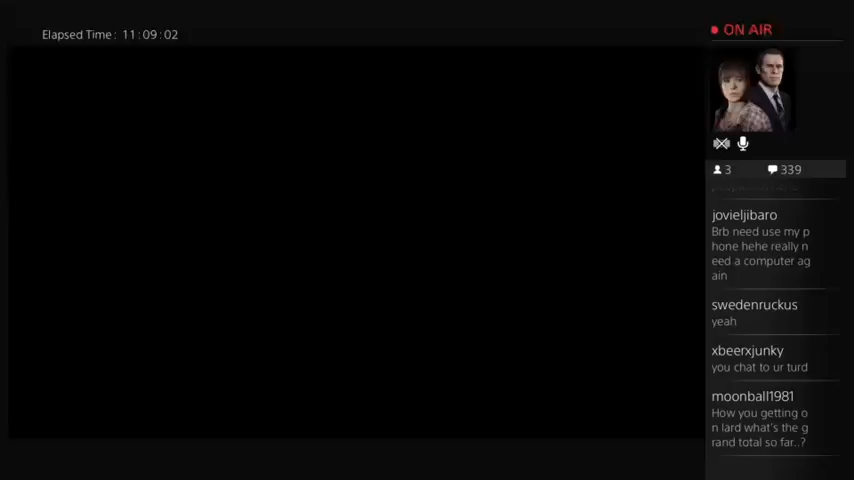 Elapsed Time: 11:09:02
ON AIR
3 339
jovieljibaro
Brb need use my p
hone hehe really n
eed a computer ag
ain
swedenruckus
yeah
xbeerxjunky
you chat to ur turd
moonball1981
How you getting o
n lard what's the g
rand total so far..?